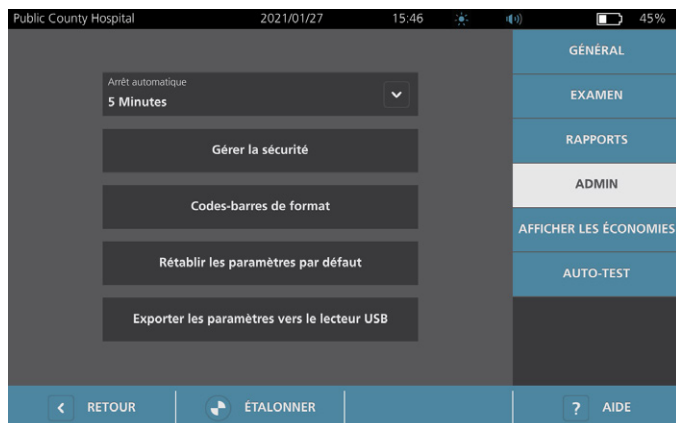 Public County Hospital 2021/01/27 15:46 45%
Arrêt automatique
5 Minutes
Gérer la sécurité
Codes-barres de format
Rétablir les paramètres par défaut
Exporter les paramètres vers le lecteur USB
GÉNÉRAL
EXAMEN
RAPPORTS
ADMIN
AFFICHER LES ÉCONOMIES
AUTO-TEST
RETOUR
ÉTALONNER
? AIDE